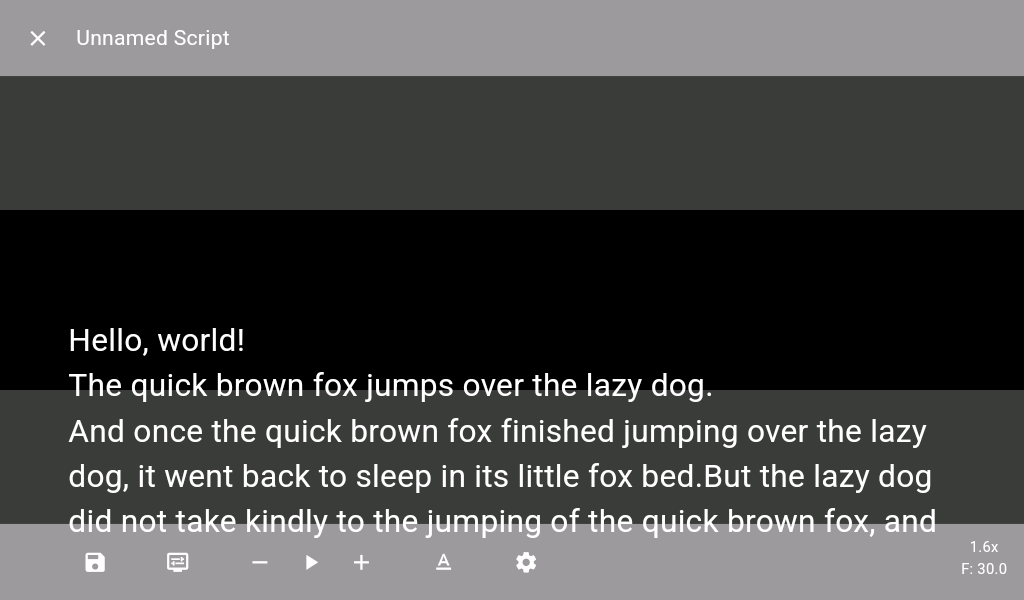 Unnamed Script
Hello, world!
The quick brown fox jumps over the lazy dog.
And once the quick brown fox finished jumping over the lazy
dog, it went back to sleep in its little fox bed.But the lazy dog
did not take kindly to the jumping of the quick brown fox, and
1.6x
F: 30.0